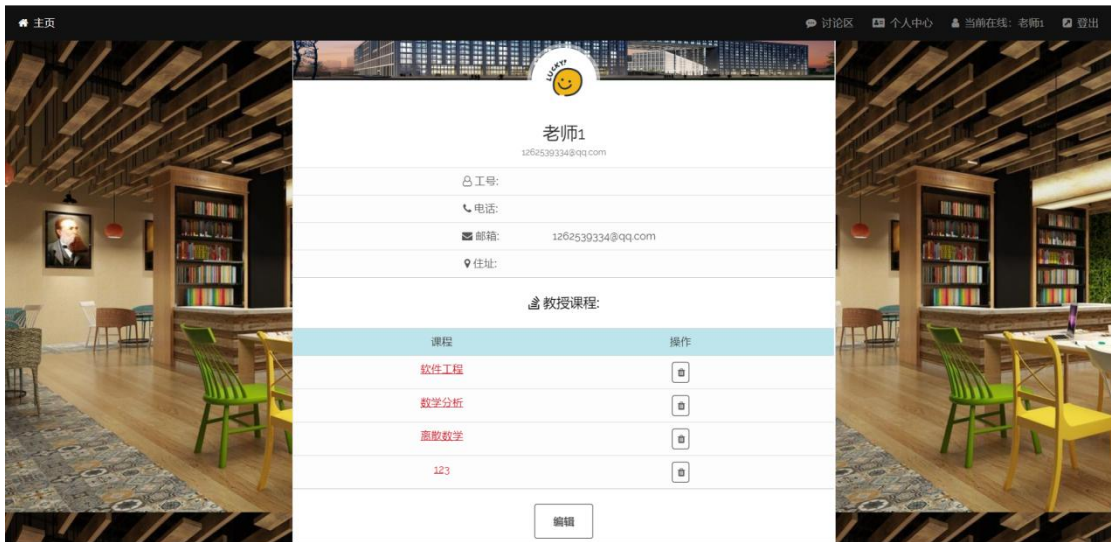 主页 讨论区 个人中心 当前在线：老师1 登出
LUCKY!
老师1
1262539334@qq.com
工号:
电话:
邮箱: 1262539334@qq.com
住址:
教授课程:
课程 操作
软件工程
数学分析
离散数学
123
编辑